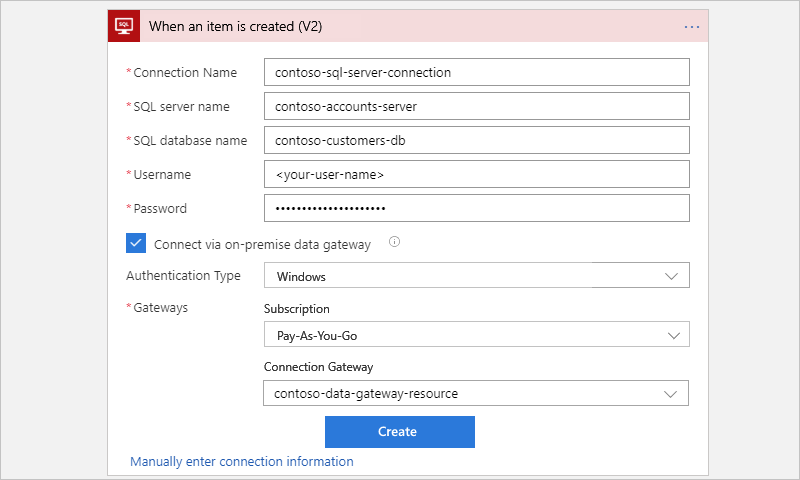 SQL
When an item is created (V2)
...
*Connection Name contoso-sql-server-connection
*SQL server name contoso-accounts-server
*SQL database name contoso-customers-db
*Username <your-user-name>
*Password •••••••••••••••••••••
Connect via on-premise data gateway
Authentication Type Windows
*Gateways Subscription
Pay-As-You-Go
Connection Gateway
contoso-data-gateway-resource
Create
Manually enter connection information